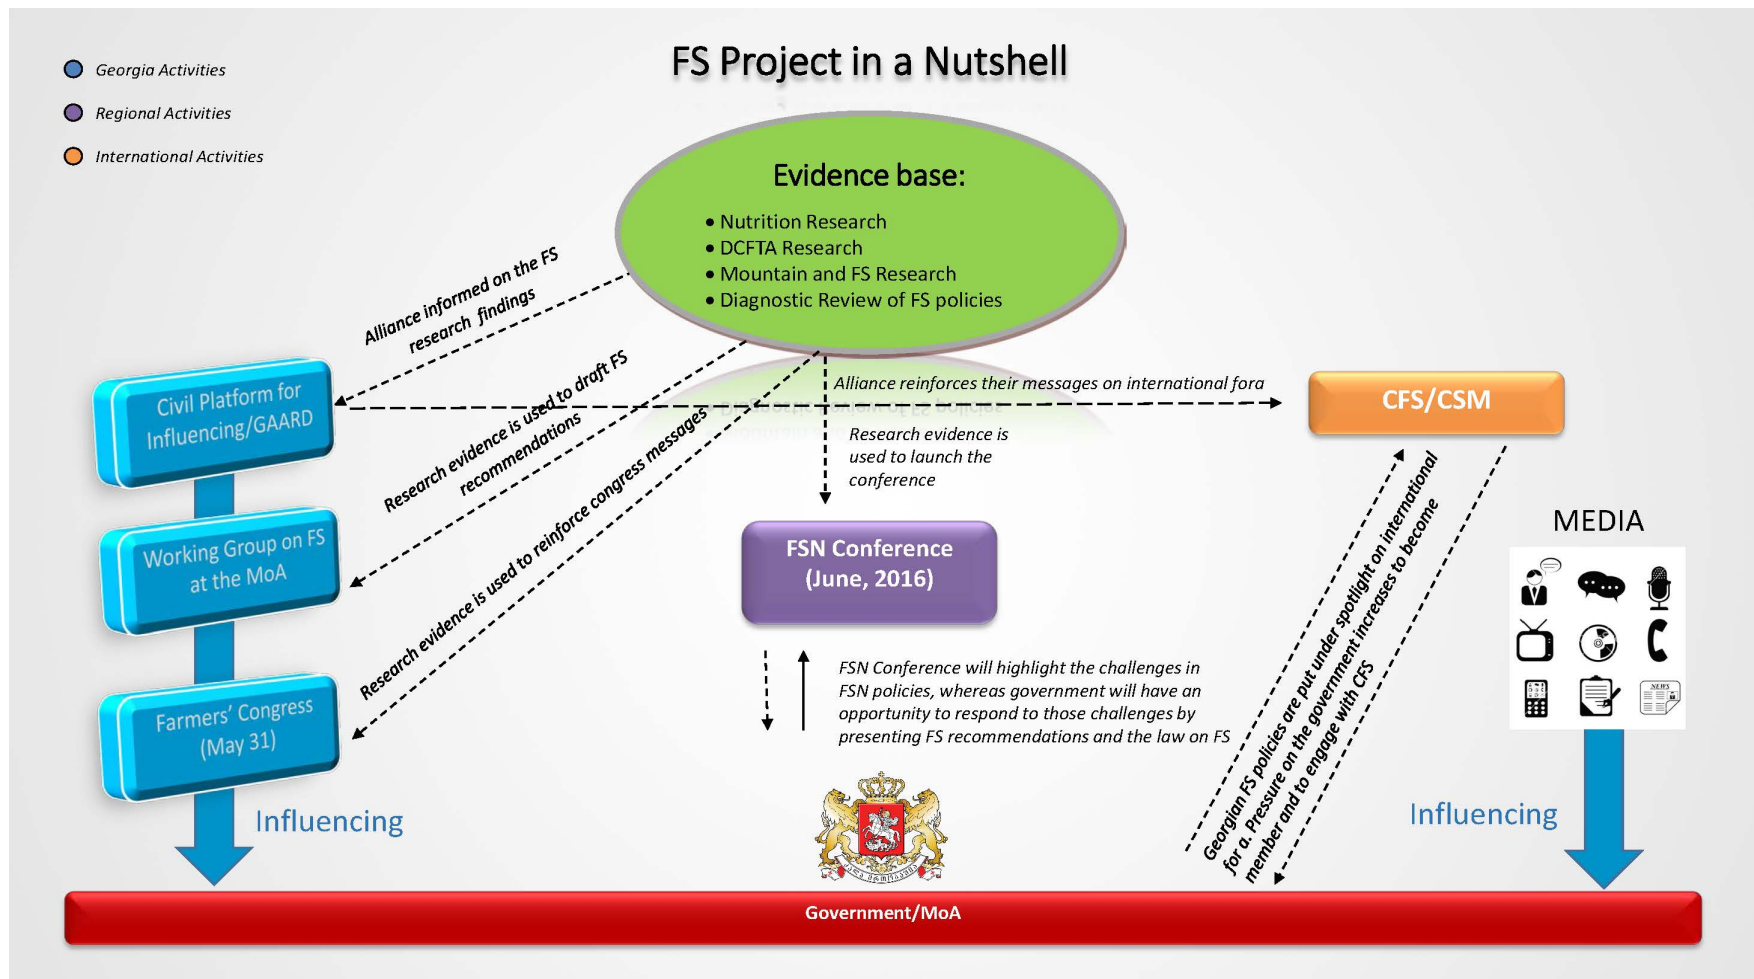 FS Project in a Nutshell
Georgia Activities
Regional Activities
International Activities
Evidence base:
• Nutrition Research
• DCFTA Research
• Mountain and FS Research
• Diagnostic Review of FS policies
Alliance informed on the FS
research findings
Research evidence is used to draft FS
recommendations
Research evidence is used to reinforce congress messages
Alliance reinforces their messages on international fora
Research evidence is
used to launch the
conference
Civil Platform for
Influencing/GAARD
Working Group on FS
at the MoA
Farmers' Congress
(May 31)
Influencing
CFS/CSM
FSN Conference
(June, 2016)
FSN Conference will highlight the challenges in
FSN policies, whereas government will have an
opportunity to respond to those challenges by
presenting FS recommendations and the law on FS
Georgian FS policies are put under spotlight on international
for a. Pressure on the government increases to become
member and to engage with CFS
MEDIA
NEWS
Influencing
Government/MoA